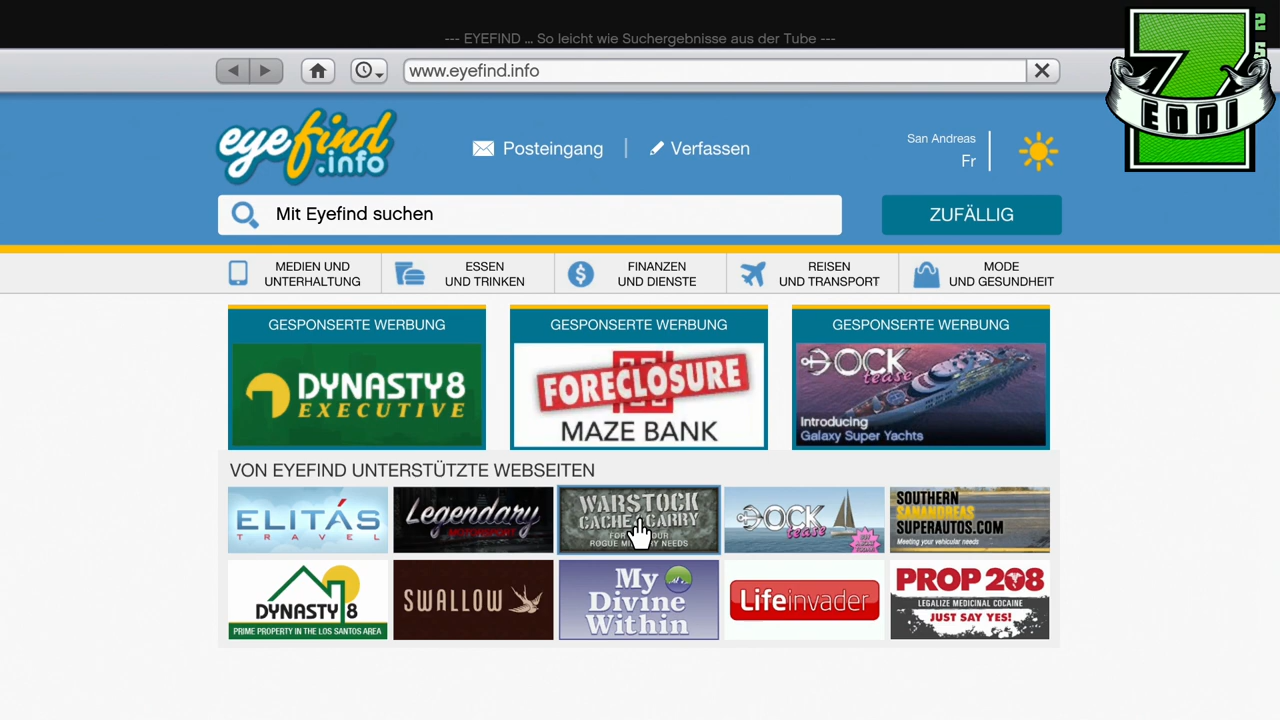 --- EYEFIND ... So leicht wie Suchergebnisse aus der Tube ---
www.eyefind.info
Z
25
EDDI
eyefind
.info
Posteingang | Verfassen
San Andreas
Fr
Mit Eyefind suchen
ZUFÄLLIG
MEDIEN UND
UNTERHALTUNG
ESSEN
UND TRINKEN
FINANZEN
UND DIENSTE
REISEN
UND TRANSPORT
MODE
UND GESUNDHEIT
GESPONSERTE WERBUNG
DYNASTY 8
EXECUTIVE
GESPONSERTE WERBUNG
FORECLOSURE
MAZE BANK
GESPONSERTE WERBUNG
DOCK
tease
Introducing
Galaxy Super Yachts
VON EYEFIND UNTERSTÜTZTE WEBSEITEN
ELITÁS
TRAVEL
Legendary
MOTORSPORT
WARSTOCK
CACHE & CARRY
ROGUE NEEDS
DOCK
tease
SOUTHERN
SANANDREAS
SUPERAUTOS.COM
Meeting your vehicular needs
DYNASTY 8
PRIME PROPERTY IN THE LOS SANTOS AREA
SWALLOW
My
Divine
Within
Lifeinvader
PROP 208
LEGALIZE MEDICINAL COCAINE
JUST SAY YES!